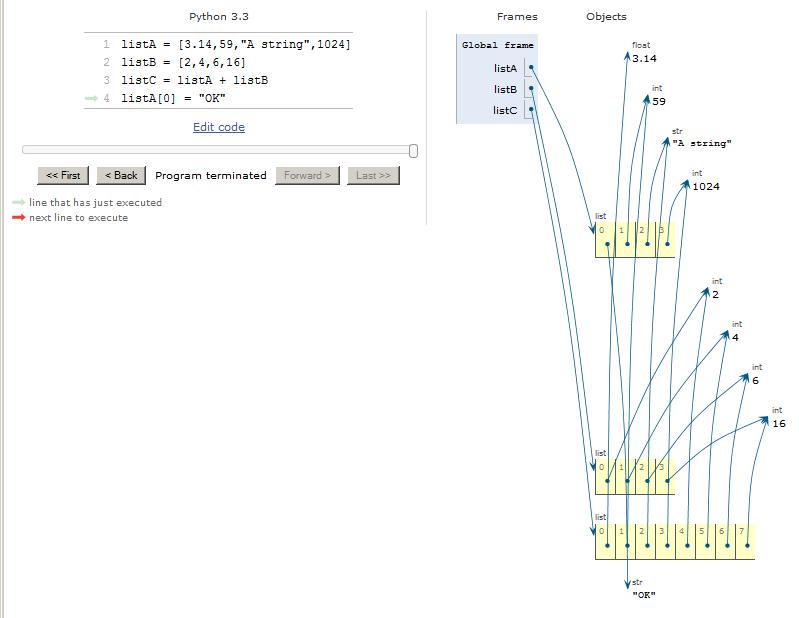 Python 3.3
1 listA = [3.14,59,"A string",1024]
2 listB = [2,4,6,16]
3 listC = listA + listB
4 listA[0] = "OK"
Edit code
<< First < Back Program terminated Forward > Last >>
line that has just executed
next line to execute
Frames Objects
Global frame
listA
listB
listC
float
3.14
int
59
str
"A string"
int
1024
list
0 1 2 3
int
2
int
4
int
6
int
16
list
0 1 2 3
list
0 1 2 3 4 5 6 7
str
"OK"